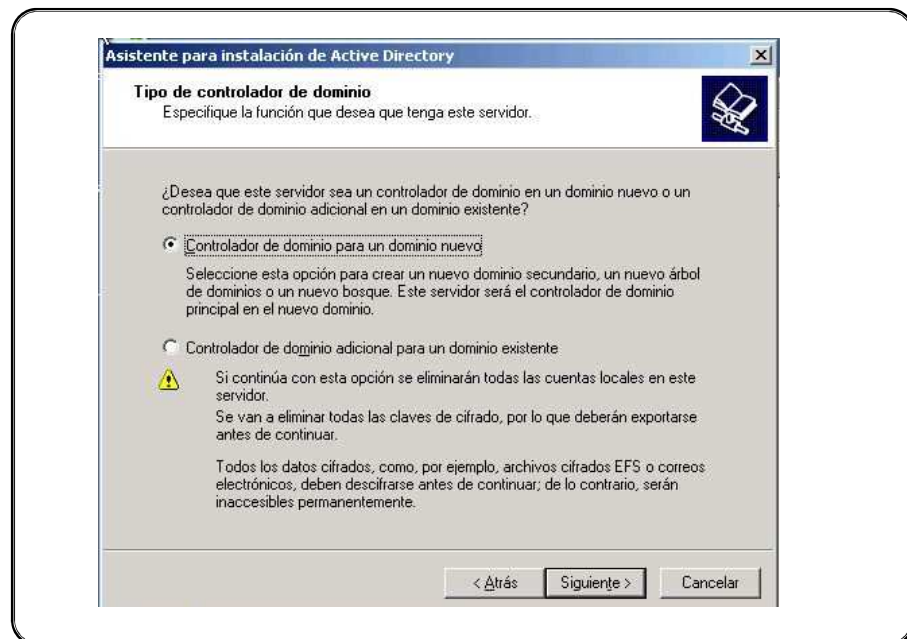 Asistente para instalación de Active Directory
Tipo de controlador de dominio
Especifique la función que desea que tenga este servidor.
¿Desea que este servidor sea un controlador de dominio en un dominio nuevo o un
controlador de dominio adicional en un dominio existente?
Controlador de dominio para un dominio nuevo
Seleccione esta opción para crear un nuevo dominio secundario, un nuevo árbol
de dominios o un nuevo bosque. Este servidor será el controlador de dominio
principal en el nuevo dominio.
Controlador de dominio adicional para un dominio existente
Si continúa con esta opción se eliminarán todas las cuentas locales en este
servidor.
Se van a eliminar todas las claves de cifrado, por lo que deberán exportarse
antes de continuar.
Todos los datos cifrados, como, por ejemplo, archivos cifrados EFS o correos
electrónicos, deben descifrarse antes de continuar; de lo contrario, serán
inaccesibles permanentemente.
< Atrás
Siguiente >
Cancelar